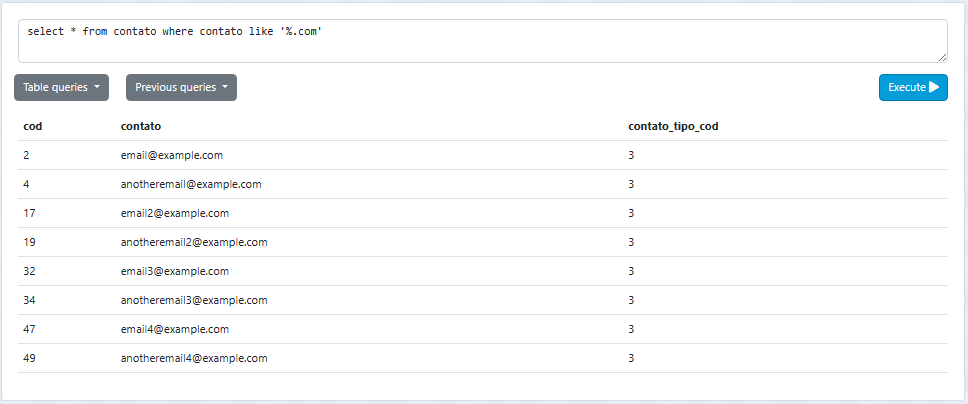 select * from contato where contato like '%.com'
Table queries Previous queries Execute
cod contato contato_tipo_cod
2 email@example.com 3
4 anotheremail@example.com 3
17 email2@example.com 3
19 anotheremail2@example.com 3
32 email3@example.com 3
34 anotheremail3@example.com 3
47 email4@example.com 3
49 anotheremail4@example.com 3